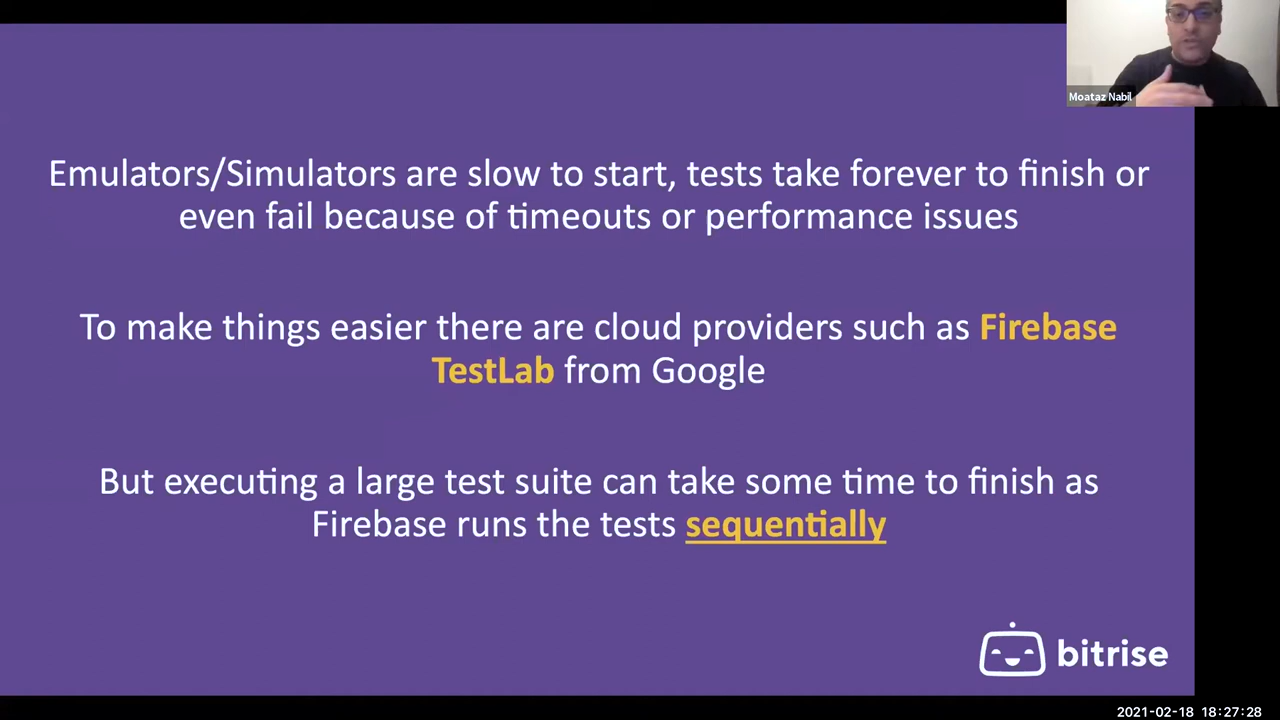 Moataz Nabil
Emulators/Simulators are slow to start, tests take forever to finish or
even fail because of timeouts or performance issues
To make things easier there are cloud providers such as Firebase
TestLab from Google
But executing a large test suite can take some time to finish as
Firebase runs the tests sequentially
bitrise
2021-02-18 18:27:28